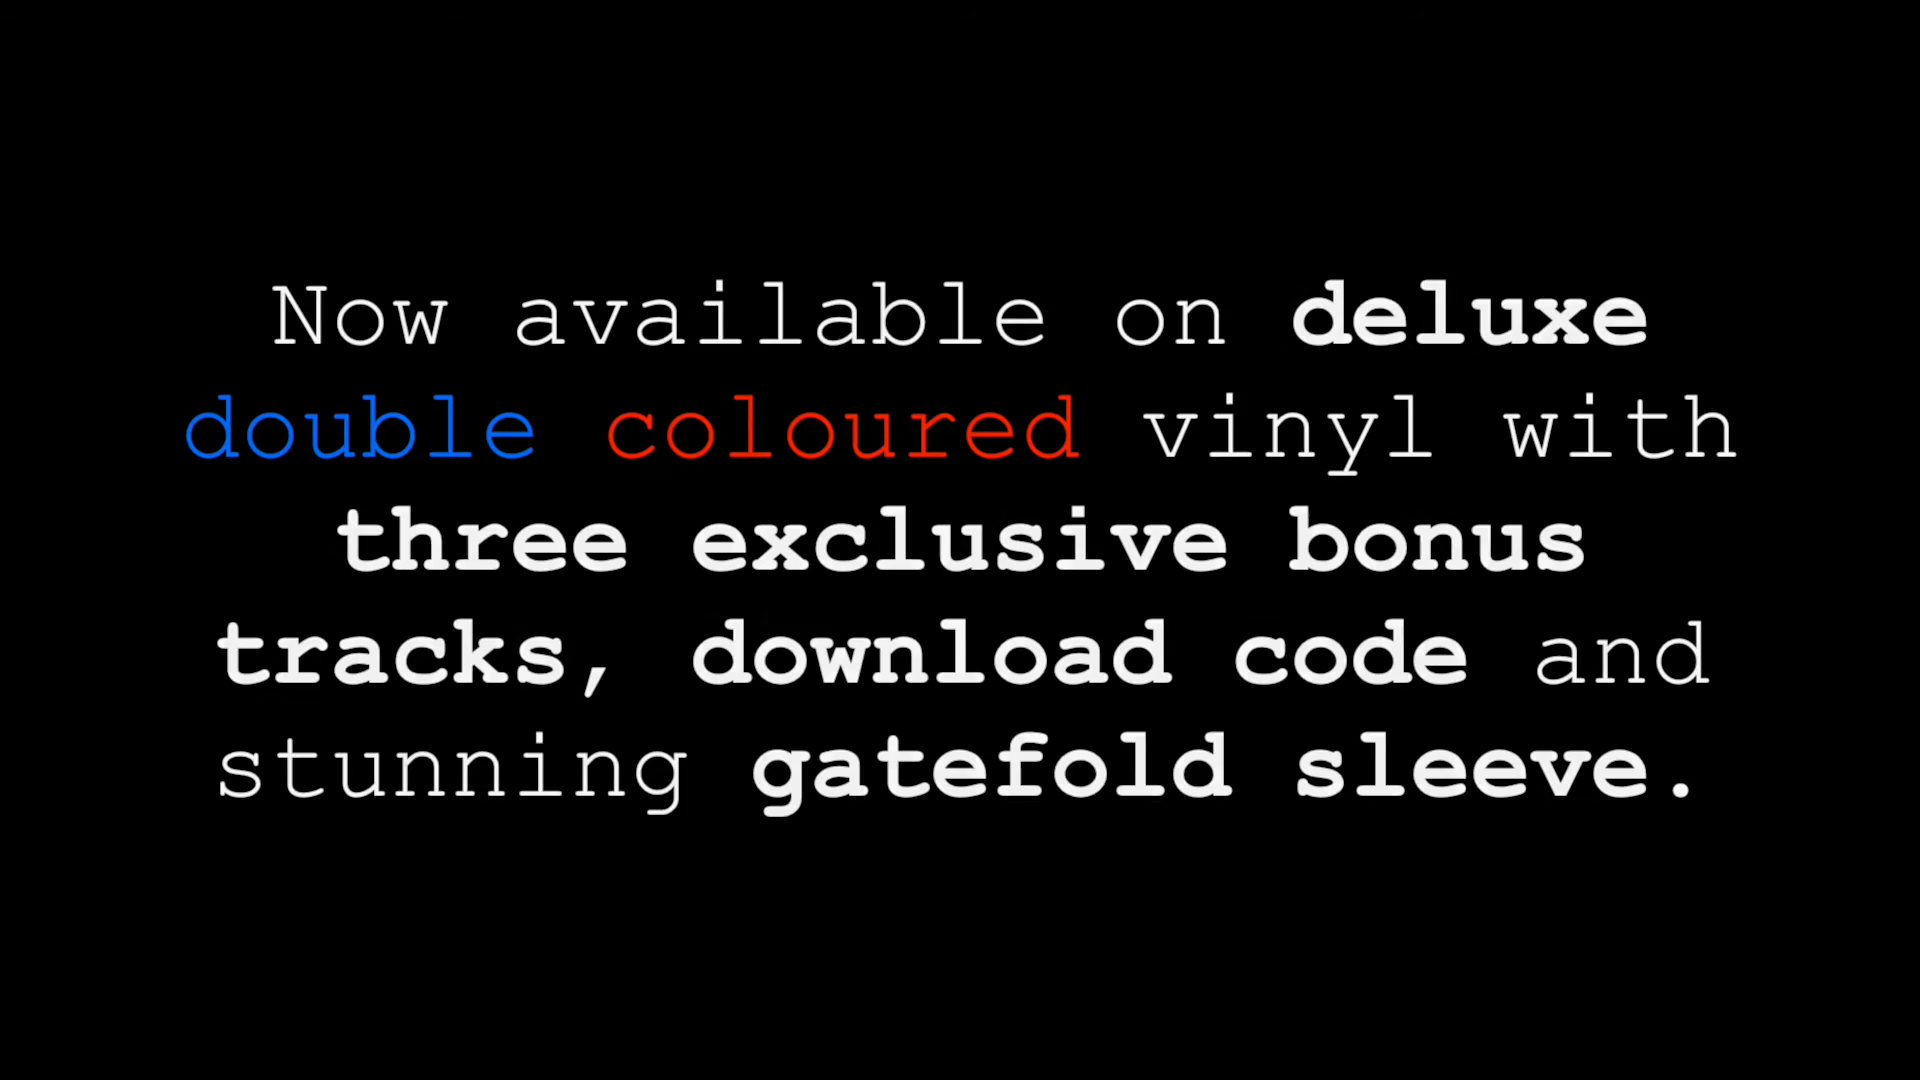 Now available on deluxe
double coloured vinyl with
three exclusive bonus
tracks, download code and
stunning gatefold sleeve.